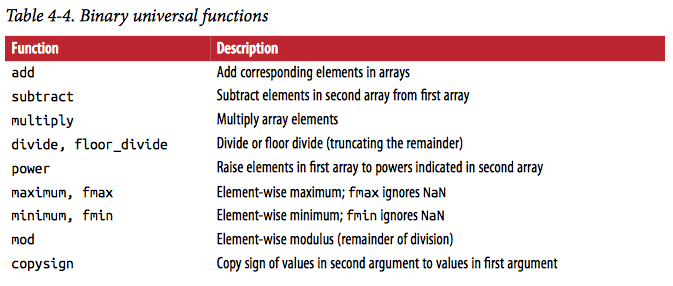 Table 4-4. Binary universal functions
Function Description
add Add corresponding elements in arrays
subtract Subtract elements in second array from first array
multiply Multiply array elements
divide, floor_divide Divide or floor divide (truncating the remainder)
power Raise elements in first array to powers indicated in second array
maximum, fmax Element-wise maximum; fmax ignores NaN
minimum, fmin Element-wise minimum; fmin ignores NaN
mod Element-wise modulus (remainder of division)
copysign Copy sign of values in second argument to values in first argument